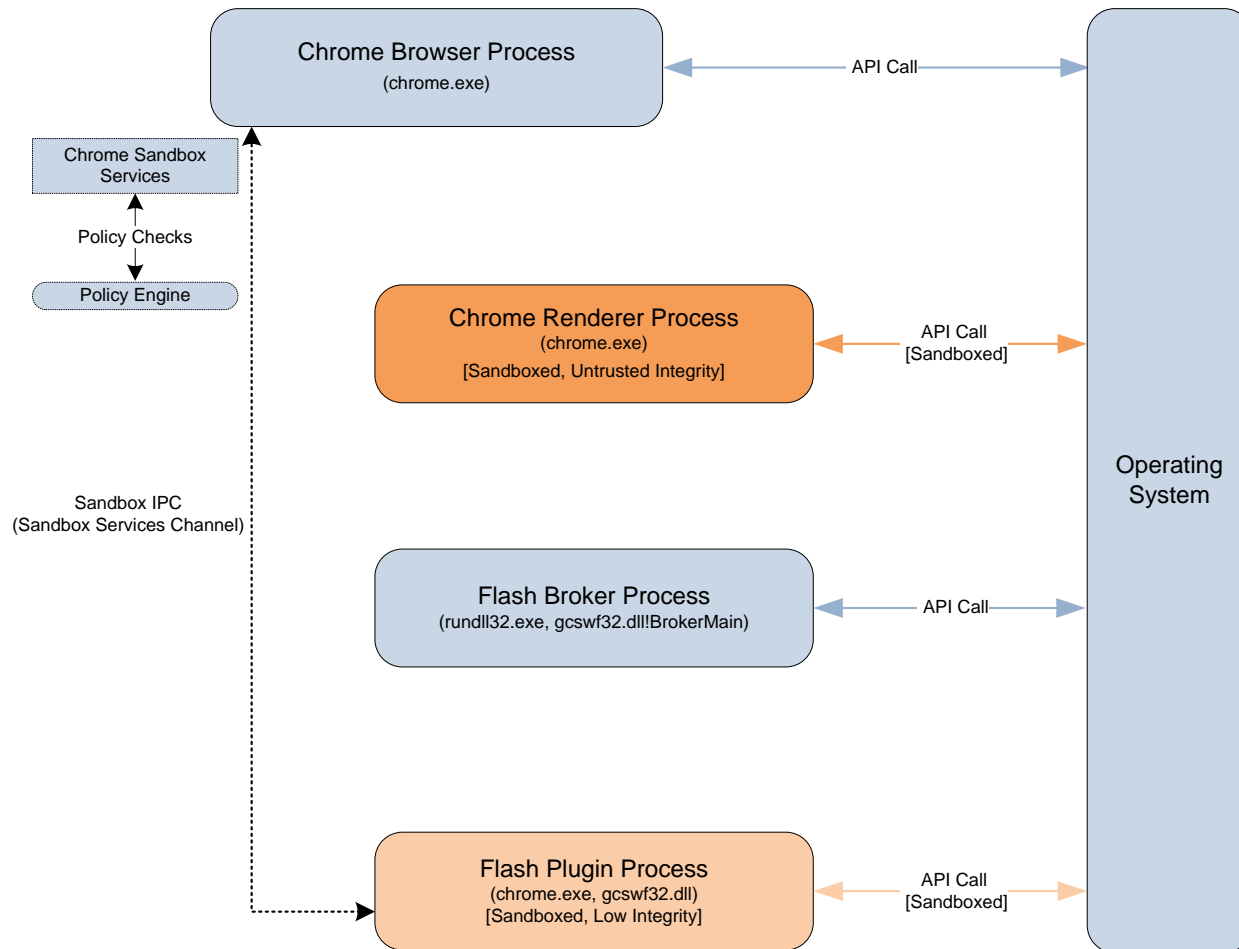 Chrome Browser Process
(chrome.exe)
API Call
Chrome Sandbox
Services
Policy Checks
Policy Engine
Chrome Renderer Process
(chrome.exe)
[Sandboxed, Untrusted Integrity]
API Call
[Sandboxed]
Operating
System
Sandbox IPC
(Sandbox Services Channel)
Flash Broker Process
(rundll32.exe, gcswf32.dll!BrokerMain)
API Call
Flash Plugin Process
(chrome.exe, gcswf32.dll)
[Sandboxed, Low Integrity]
API Call
[Sandboxed]